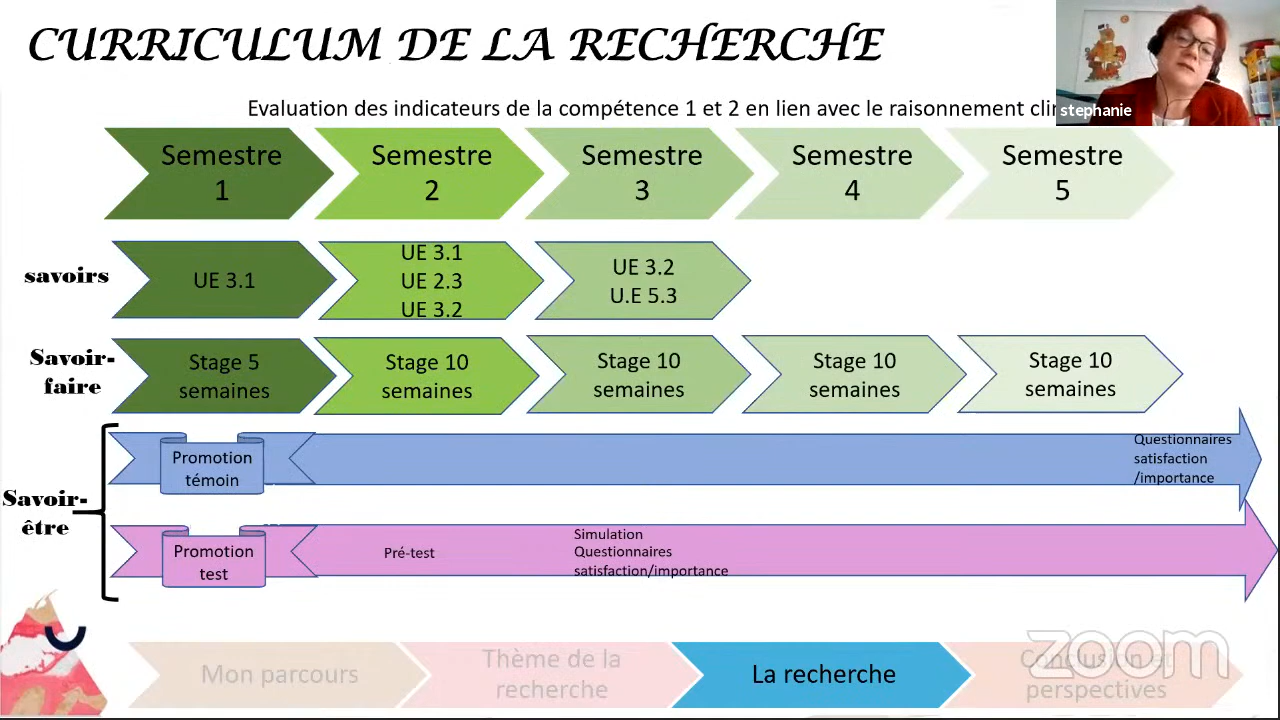 CURRICULUM DE LA RECHERCHE
Evaluation des indicateurs de la compétence 1 et 2 en lien avec le raisonnement
stephanie
Semestre
1
Semestre
2
Semestre
3
Semestre
4
Semestre
5
savoirs
UE 3.1
UE 3.1
UE 2.3
UE 3.2
UE 3.2
U.E 5.3
Savoir-
faire
Stage 5
semaines
Stage 10
semaines
Stage 10
semaines
Stage 10
semaines
Stage 10
semaines
Savoir-
être
Promotion
témoin
Questionnaires
satisfaction
/importance
Promotion
test
Pré-test
Simulation
Questionnaires
satisfaction/importance
Mon parcours
Thème de la
recherche
La recherche
Conclusion et
perspectives
zoom